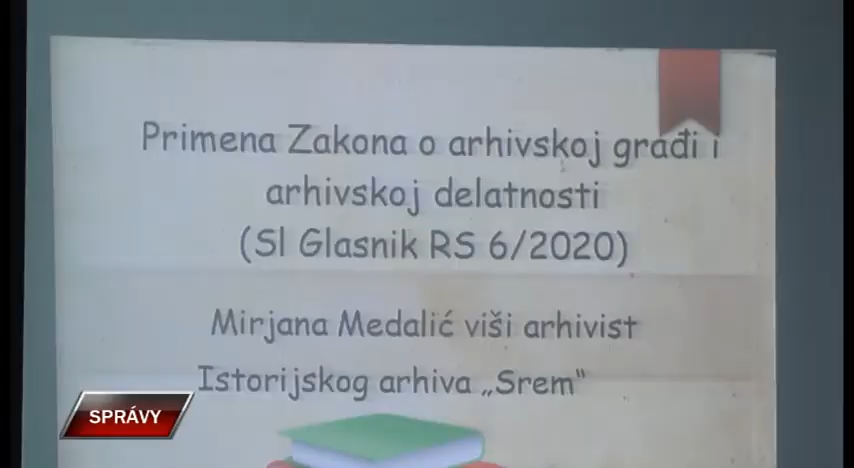 Primena Zakona o arhivskoj građi i
arhivskoj delatnosti
(Sl Glasnik RS 6/2020)
Mirjana Medalić viši arhivist
Istorijskog arhiva „Srem"
SPRÁVY